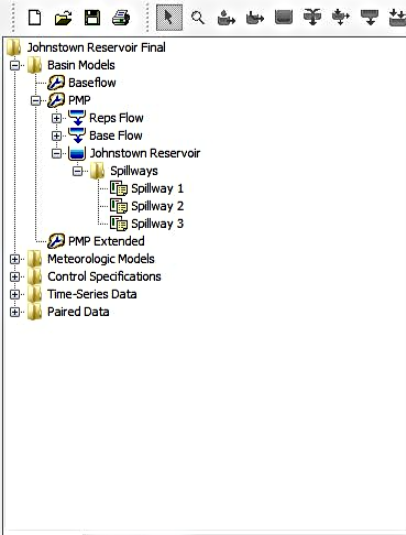 Johnstown Reservoir Final
Basin Models
Baseflow
PMP
Reps Flow
Base Flow
Johnstown Reservoir
Spillways
Spillway 1
Spillway 2
Spillway 3
PMP Extended
Meteorologic Models
Control Specifications
Time-Series Data
Paired Data